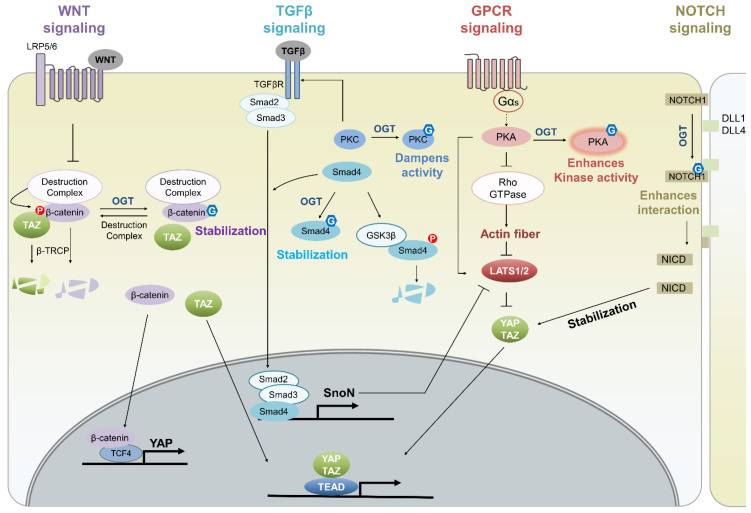 WNT
signaling
TGFβ
signaling
GPCR
signaling
NOTCH
signaling
LRP5/6
WNT
TGFβ
TGFβR
Smad2
Smad3
Gαs
NOTCH1
DLL1
DLL4
PKC
OGT
PKC
G
Dampens
activity
PKA
OGT
PKA
G
Enhances
Kinase activity
OGT
G
NOTCH1
Enhances
interaction
Destruction
Complex
P
β-catenin
TAZ
OGT
Destruction
Complex
Destruction
Complex
β-catenin
G
TAZ
Stabilization
β-TRCP
Smad4
OGT
Smad4
G
Stabilization
GSK3β
Smad4
P
Rho
GTPase
Actin fiber
LATS1/2
NICD
NICD
Stabilization
YAP
TAZ
β-catenin
TAZ
Smad2
Smad3
Smad4
SnoN
β-catenin
TCF4
YAP
YAP
TAZ
TEAD